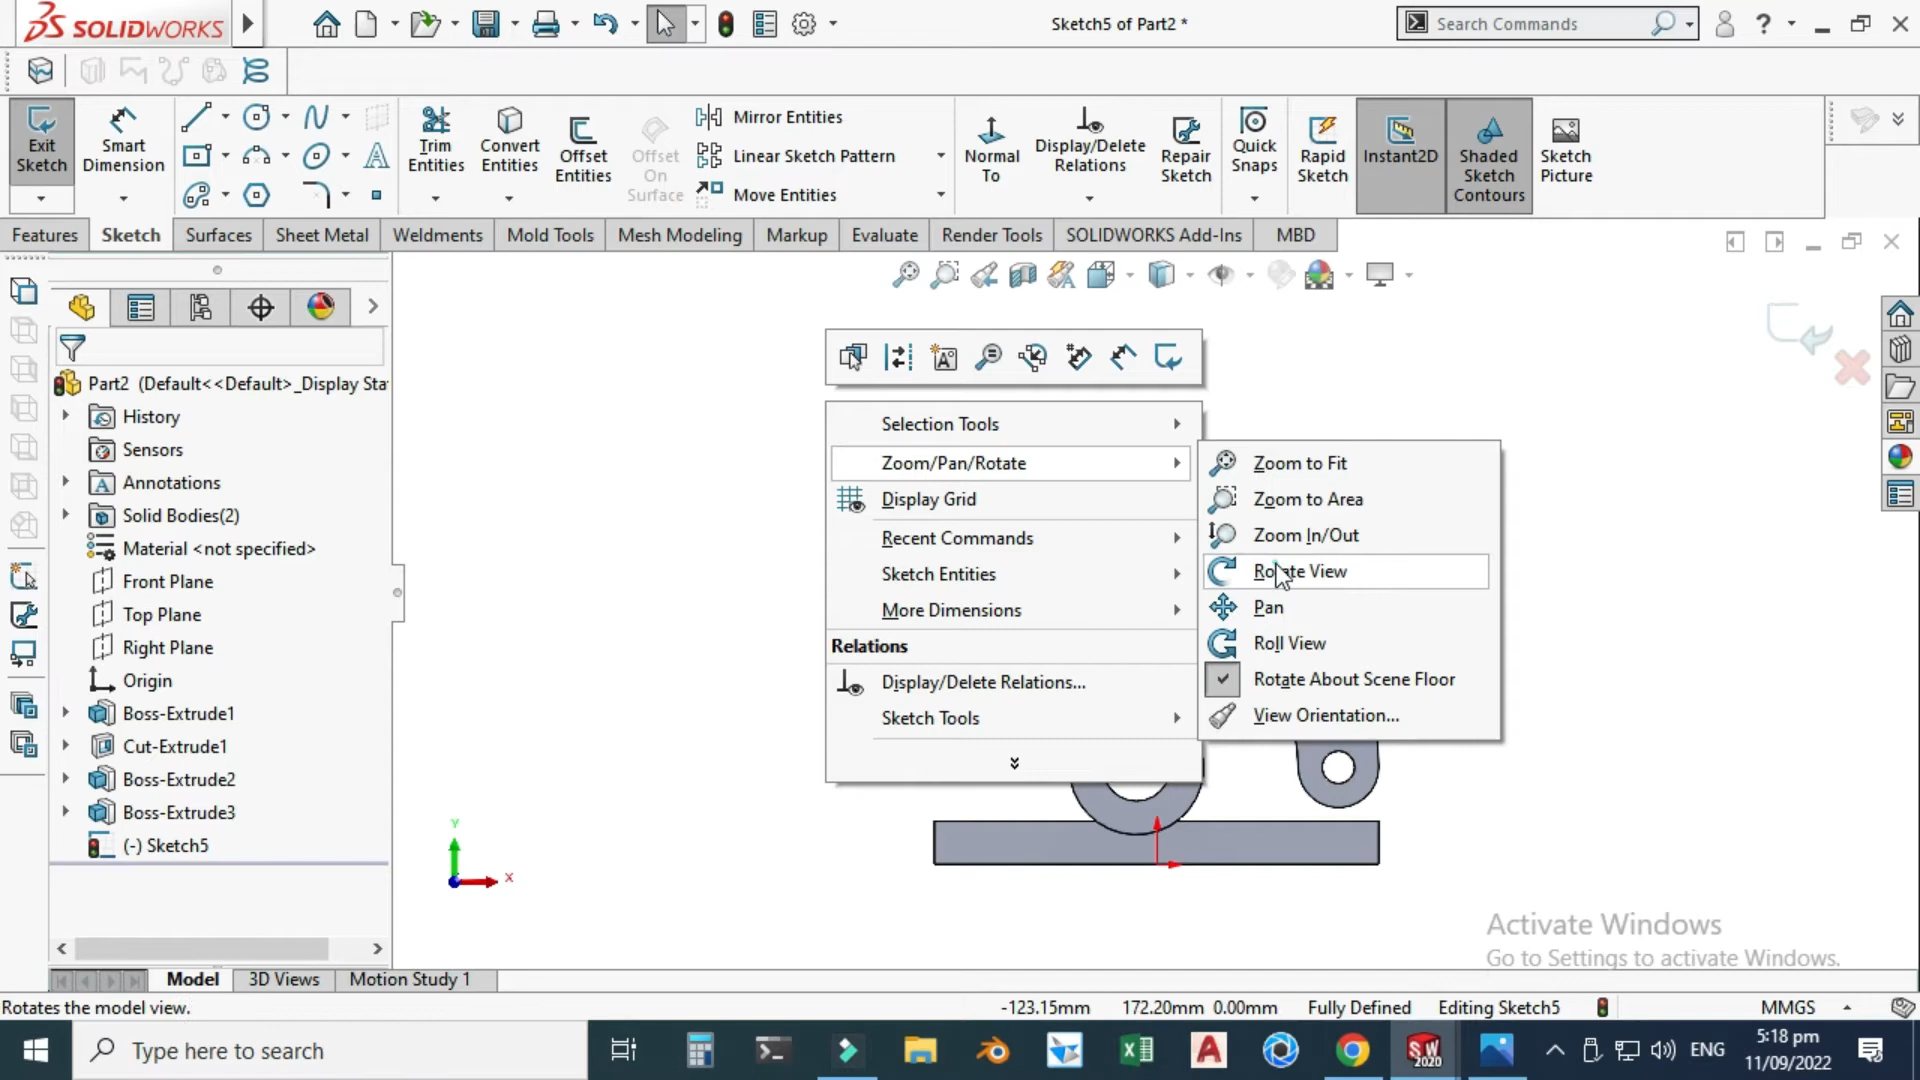 SOLIDWORKS
Sketch5 of Part2 *
Search Commands
Exit Sketch
Smart Dimension
Trim Entities
Convert Entities
Offset Entities
Offset On Surface
Mirror Entities
Linear Sketch Pattern
Move Entities
Normal To
Display/Delete Relations
Repair Sketch
Quick Snaps
Rapid Sketch
Instant2D
Shaded Sketch Contours
Sketch Picture
Features
Sketch
Surfaces
Sheet Metal
Weldments
Mold Tools
Mesh Modeling
Markup
Evaluate
Render Tools
SOLIDWORKS Add-Ins
MBD
Part2 (Default<<Default>_Display Sta
History
Sensors
Annotations
Solid Bodies(2)
Material <not specified>
Front Plane
Top Plane
Right Plane
Origin
Boss-Extrude1
Cut-Extrude1
Boss-Extrude2
Boss-Extrude3
(-) Sketch5
Selection Tools
Zoom/Pan/Rotate
Display Grid
Recent Commands
Sketch Entities
More Dimensions
Relations
Display/Delete Relations...
Sketch Tools
Zoom to Fit
Zoom to Area
Zoom In/Out
Rotate View
Pan
Roll View
Rotate About Scene Floor
View Orientation...
Y
X
Activate Windows
Go to Settings to activate Windows.
Model
3D Views
Motion Study 1
Rotates the model view.
-123.15mm
172.20mm 0.00mm
Fully Defined
Editing Sketch5
MMGS
Type here to search
SW
2020
ENG
5:18 pm
11/09/2022